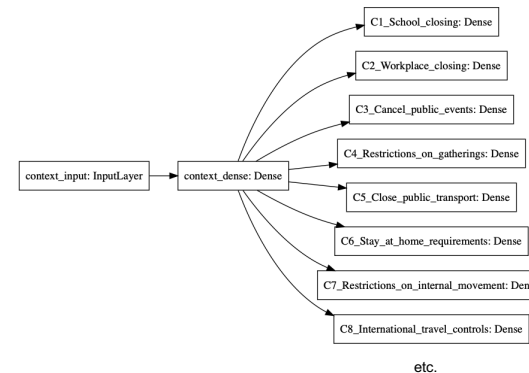 C1_School_closing: Dense
C2_Workplace_closing: Dense
C3_Cancel_public_events: Dense
C4_Restrictions_on_gatherings: Dense
context_input: InputLayer
context_dense: Dense
C5_Close_public_transport: Dense
C6_Stay_at_home_requirements: Dense
C7_Restrictions_on_internal_movement: Den
C8_International_travel_controls: Dense
etc.